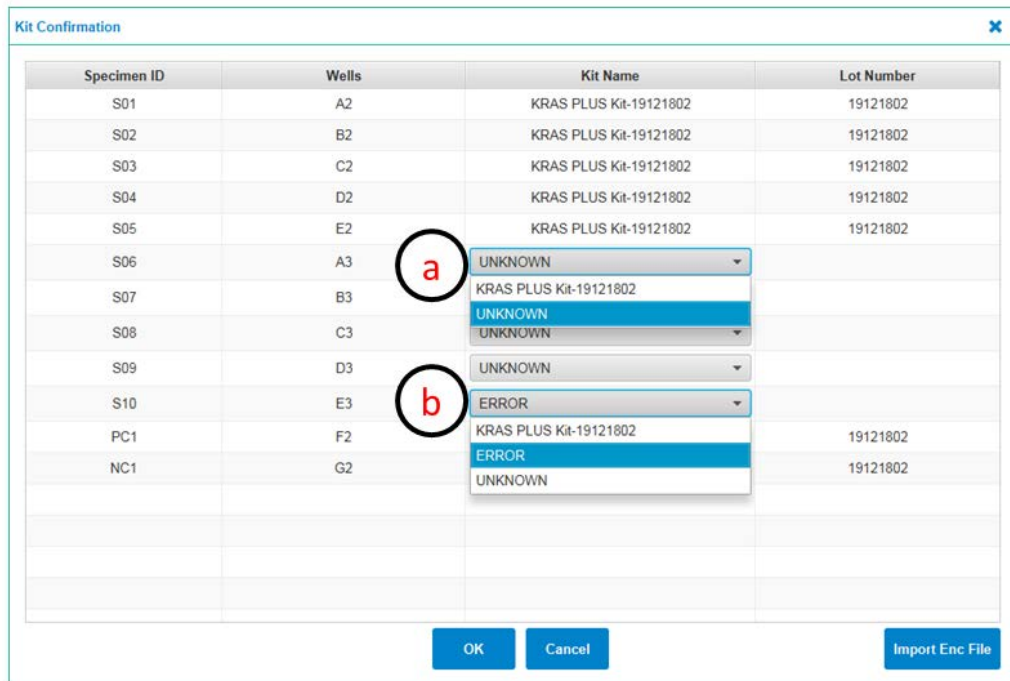 Kit Confirmation
Specimen ID Wells Kit Name Lot Number
S01 A2 KRAS PLUS Kit-19121802 19121802
S02 B2 KRAS PLUS Kit-19121802 19121802
S03 C2 KRAS PLUS Kit-19121802 19121802
S04 D2 KRAS PLUS Kit-19121802 19121802
S05 E2 KRAS PLUS Kit-19121802 19121802
S06 A3 a UNKNOWN
KRAS PLUS Kit-19121802
S07 B3
UNKNOWN
S08 C3 UNKNOWN
S09 D3 UNKNOWN
S10 E3 b ERROR
KRAS PLUS Kit-19121802
PC1 F2 19121802
ERROR
NC1 G2 19121802
UNKNOWN
OK Cancel Import Enc File